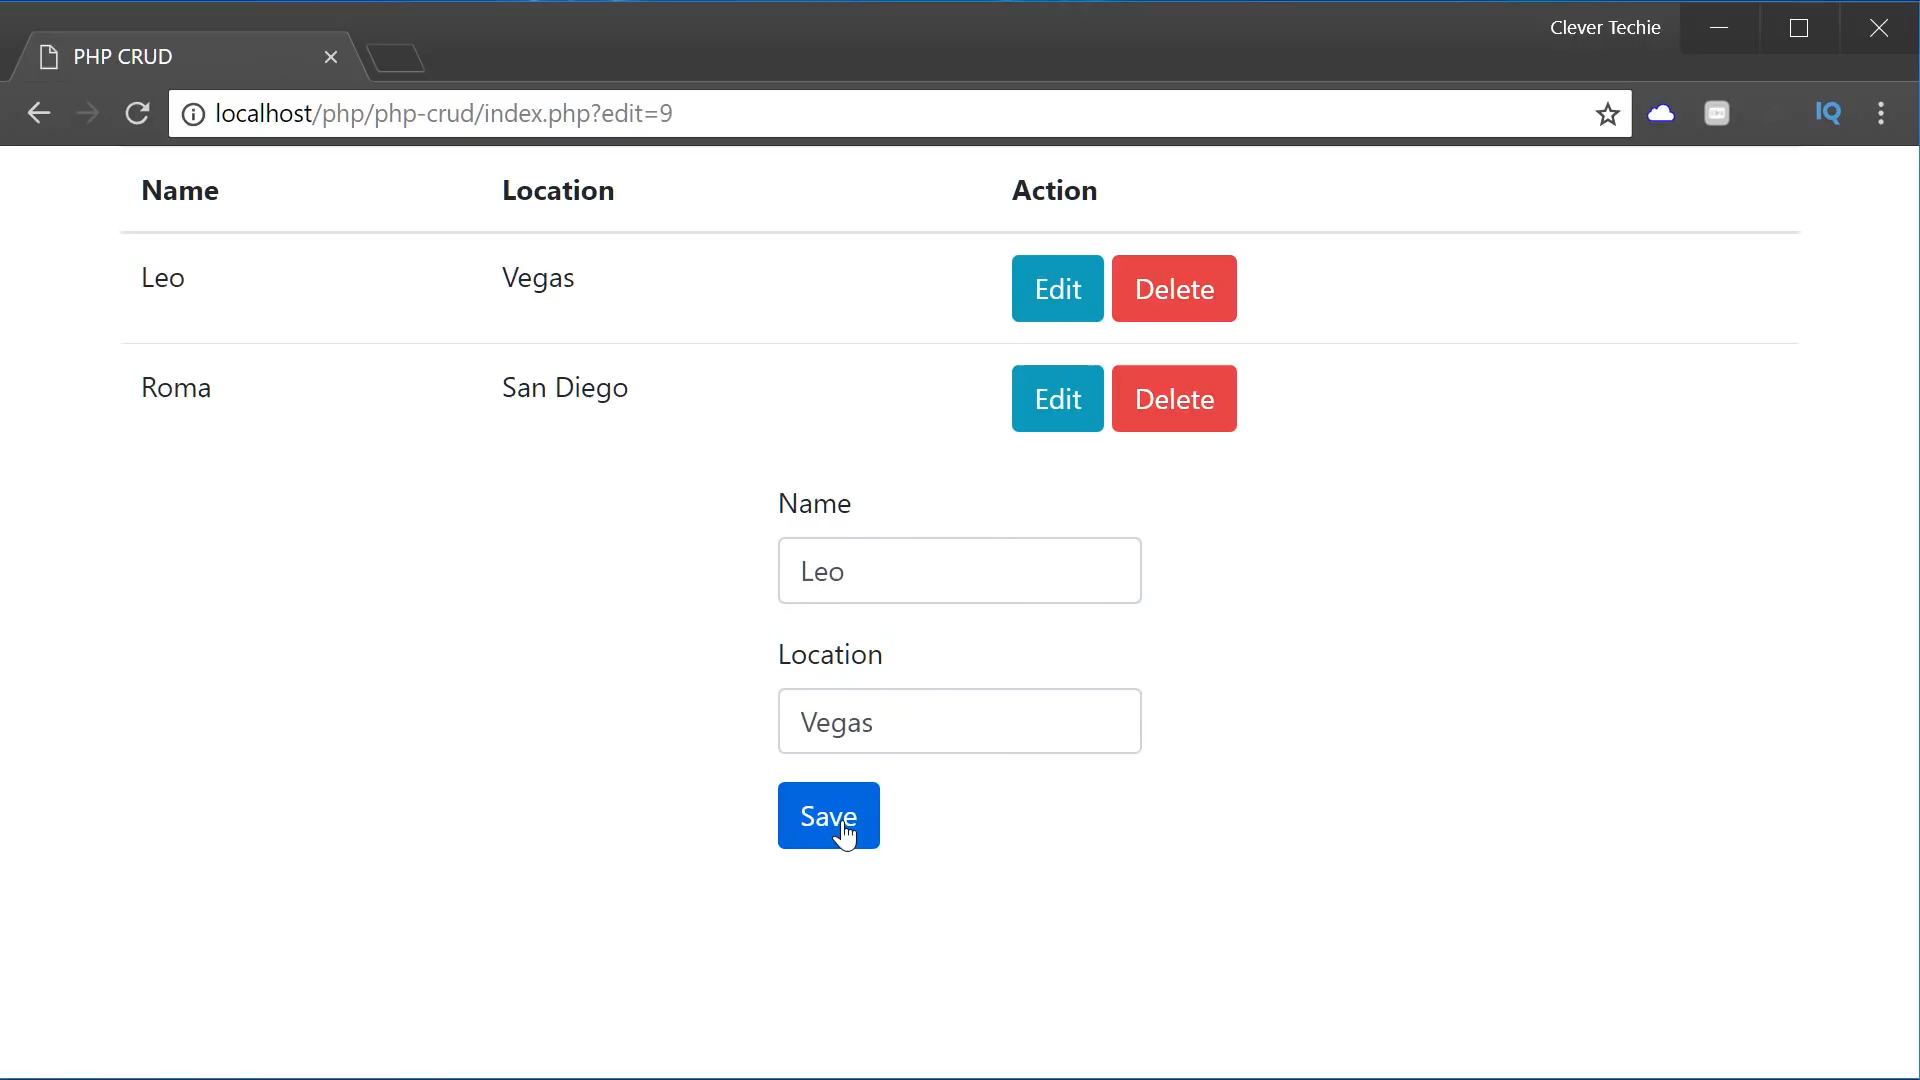 Clever Techie
PHP CRUD
localhost/php/php-crud/index.php?edit=9
IQ
Name Location Action
Leo Vegas Edit Delete
Roma San Diego Edit Delete
Name
Leo
Location
Vegas
Save